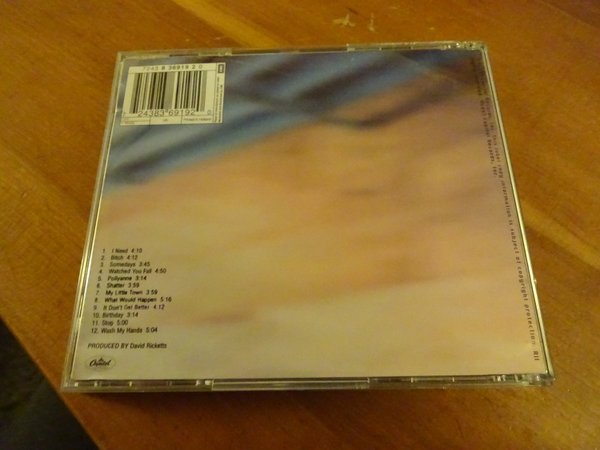 7243 8 36919 2 0
24383 69192
1. I Need 4:10
2. Bitch 4:12
3. Somedays 3:45
4. Watched You Fall 4:50
5. Pollyanne 3:14
6. Shatter 3:59
7. My Little Town 3:59
8. What Would Happen 5:16
9. It Don't Get Better 4:12
10. Birthday 3:14
11. Stop 5:00
12. Wash My Hands 5:04
PRODUCED BY David Ricketts
Capitol
information is subject of copyright protection. All